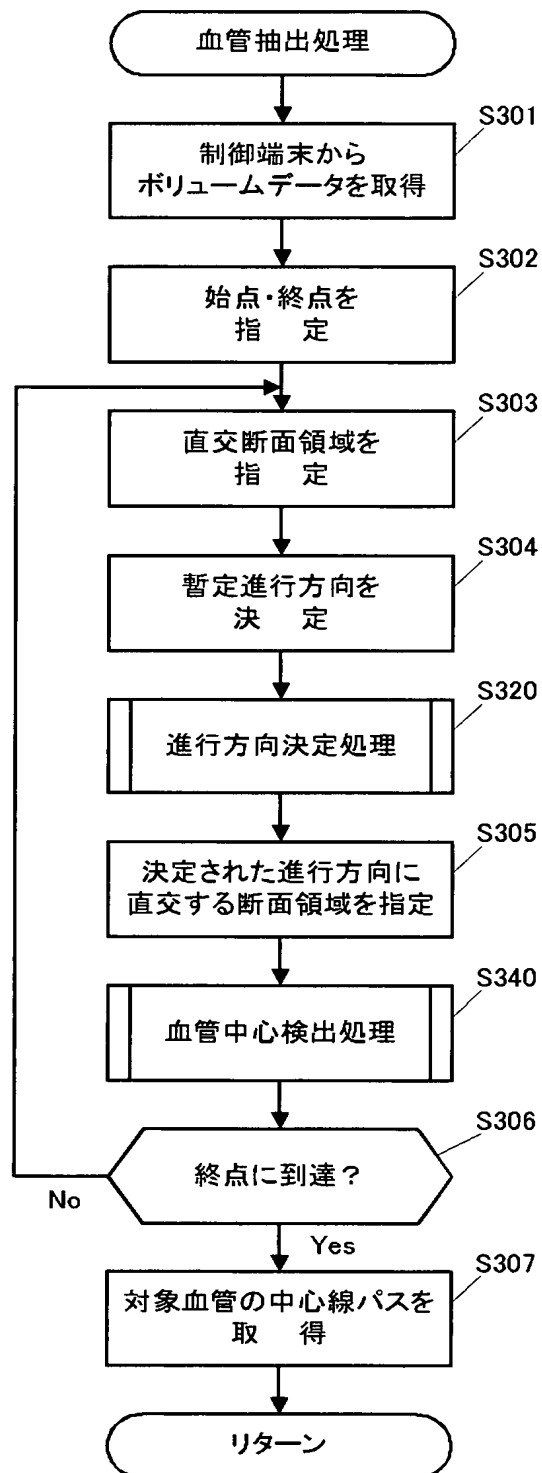 血管抽出処理
S301
制御端末から
ボリュームデータを取得
S302
始点・終点を
指 定
S303
直交断面領域を
指 定
S304
暫定進行方向を
決 定
S320
進行方向決定処理
S305
決定された進行方向に
直交する断面領域を指定
S340
血管中心検出処理
S306
終点に到達？
No
Yes
S307
対象血管の中心線パスを
取 得
リターン